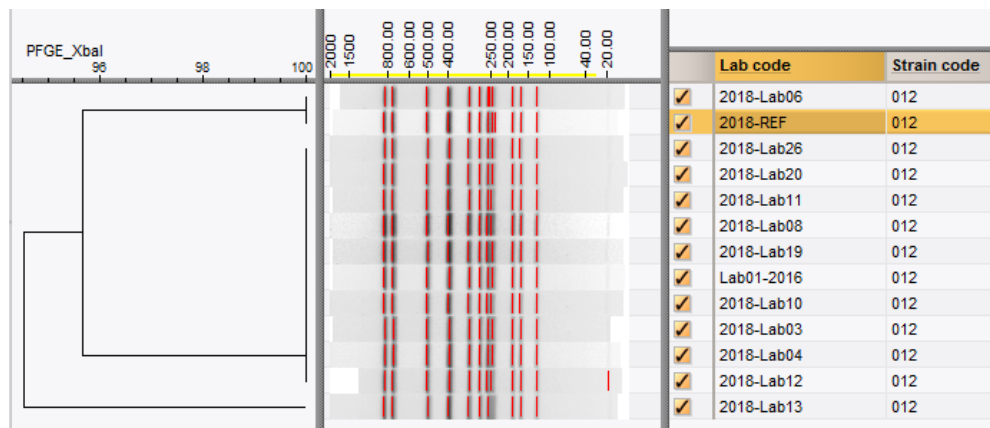 PFGE_XbaI
96 98 100
2000 1500 800.00 600.00 500.00 400.00 250.00 200.00 150.00 100.00 40.00 20.00
Lab code Strain code
2018-Lab06 012
2018-REF 012
2018-Lab26 012
2018-Lab20 012
2018-Lab11 012
2018-Lab08 012
2018-Lab19 012
Lab01-2016 012
2018-Lab10 012
2018-Lab03 012
2018-Lab04 012
2018-Lab12 012
2018-Lab13 012